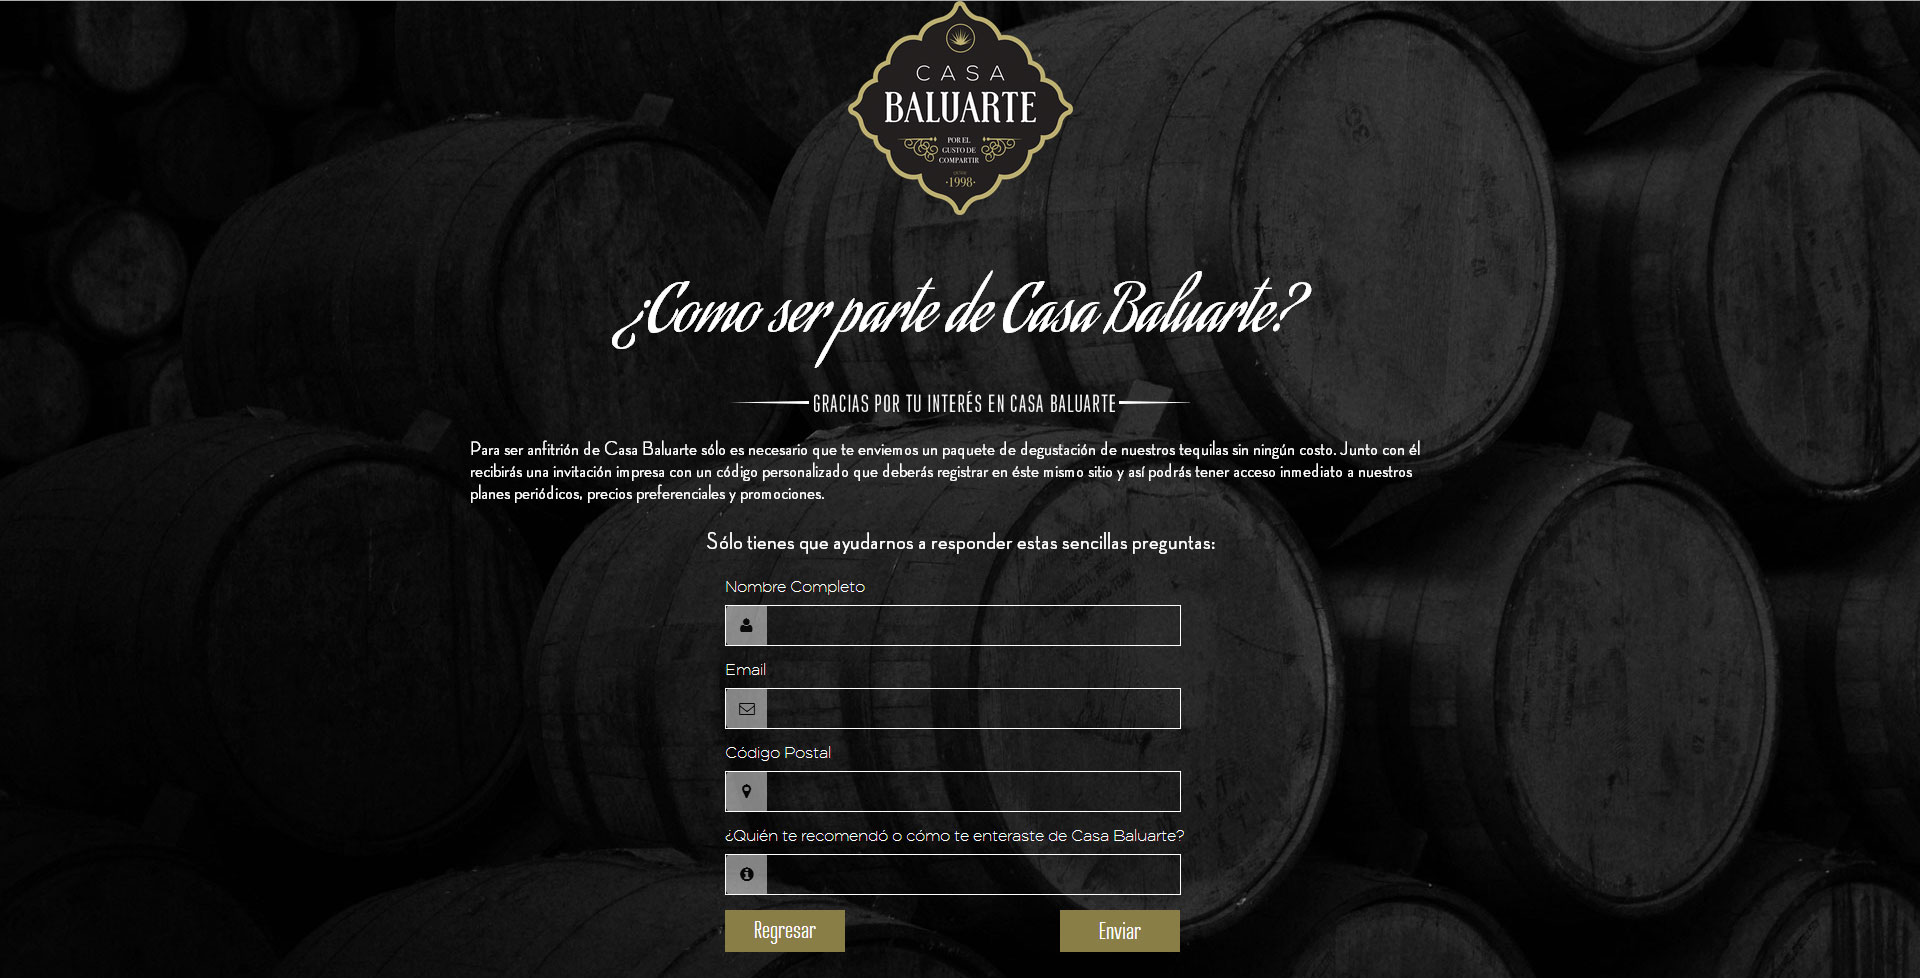 CASA
BALUARTE
POR EL
GUSTO DE
COMPARTIR
·1998·
¿Como ser parte de Casa Baluarte?
GRACIAS POR TU INTERÉS EN CASA BALUARTE
Para ser anfitrión de Casa Baluarte sólo es necesario que te enviemos un paquete de degustación de nuestros tequilas sin ningún costo. Junto con él
recibirás una invitación impresa con un código personalizado que deberás registrar en éste mismo sitio y así podrás tener acceso inmediato a nuestros
planes periódicos, precios preferenciales y promociones.
Sólo tienes que ayudarnos a responder estas sencillas preguntas:
Nombre Completo
Email
Código Postal
¿Quién te recomendó o cómo te enteraste de Casa Baluarte?
Regresar Enviar